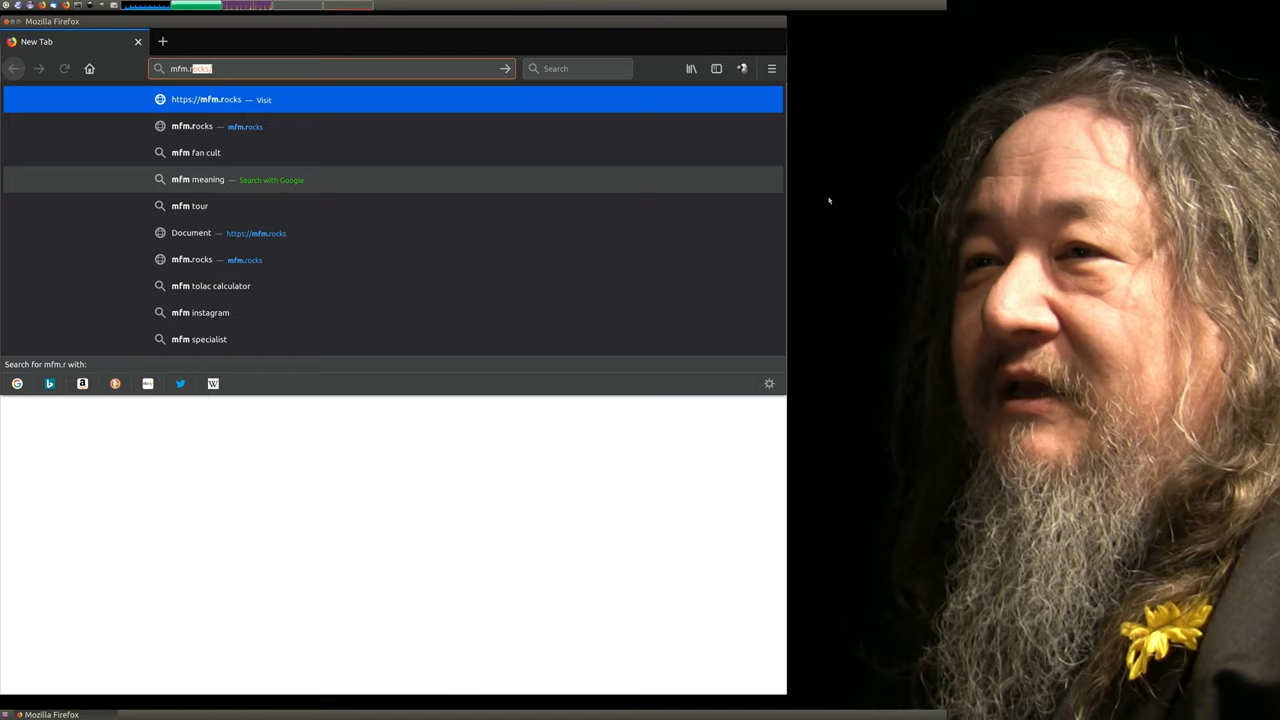 Mozilla Firefox
New Tab
mfm.rocks/
Search
https://mfm.rocks — Visit
mfm.rocks — mfm.rocks
mfm fan cult
mfm meaning — Search with Google
mfm tour
Document — https://mfm.rocks
mfm.rocks — mfm.rocks
mfm tolac calculator
mfm instagram
mfm specialist
Search for mfm.r with:
Mozilla Firefox